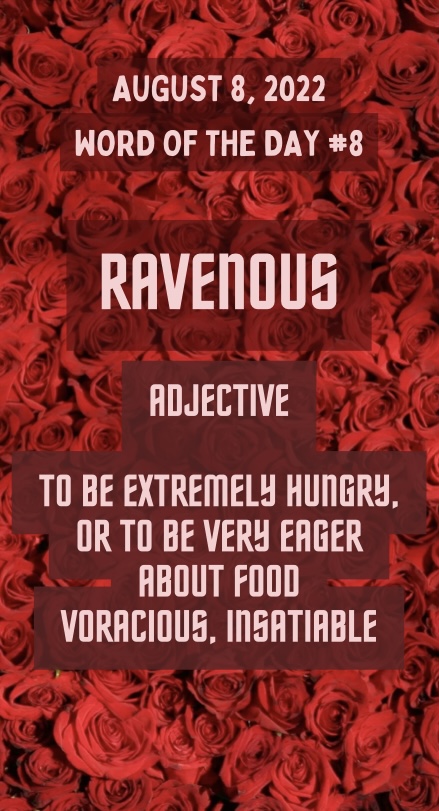 AUGUST 8, 2022
WORD OF THE DAY #8
RAVENOUS
ADJECTIVE
TO BE EXTREMELY HUNGRY,
OR TO BE VERY EAGER
ABOUT FOOD
VORACIOUS, INSATIABLE